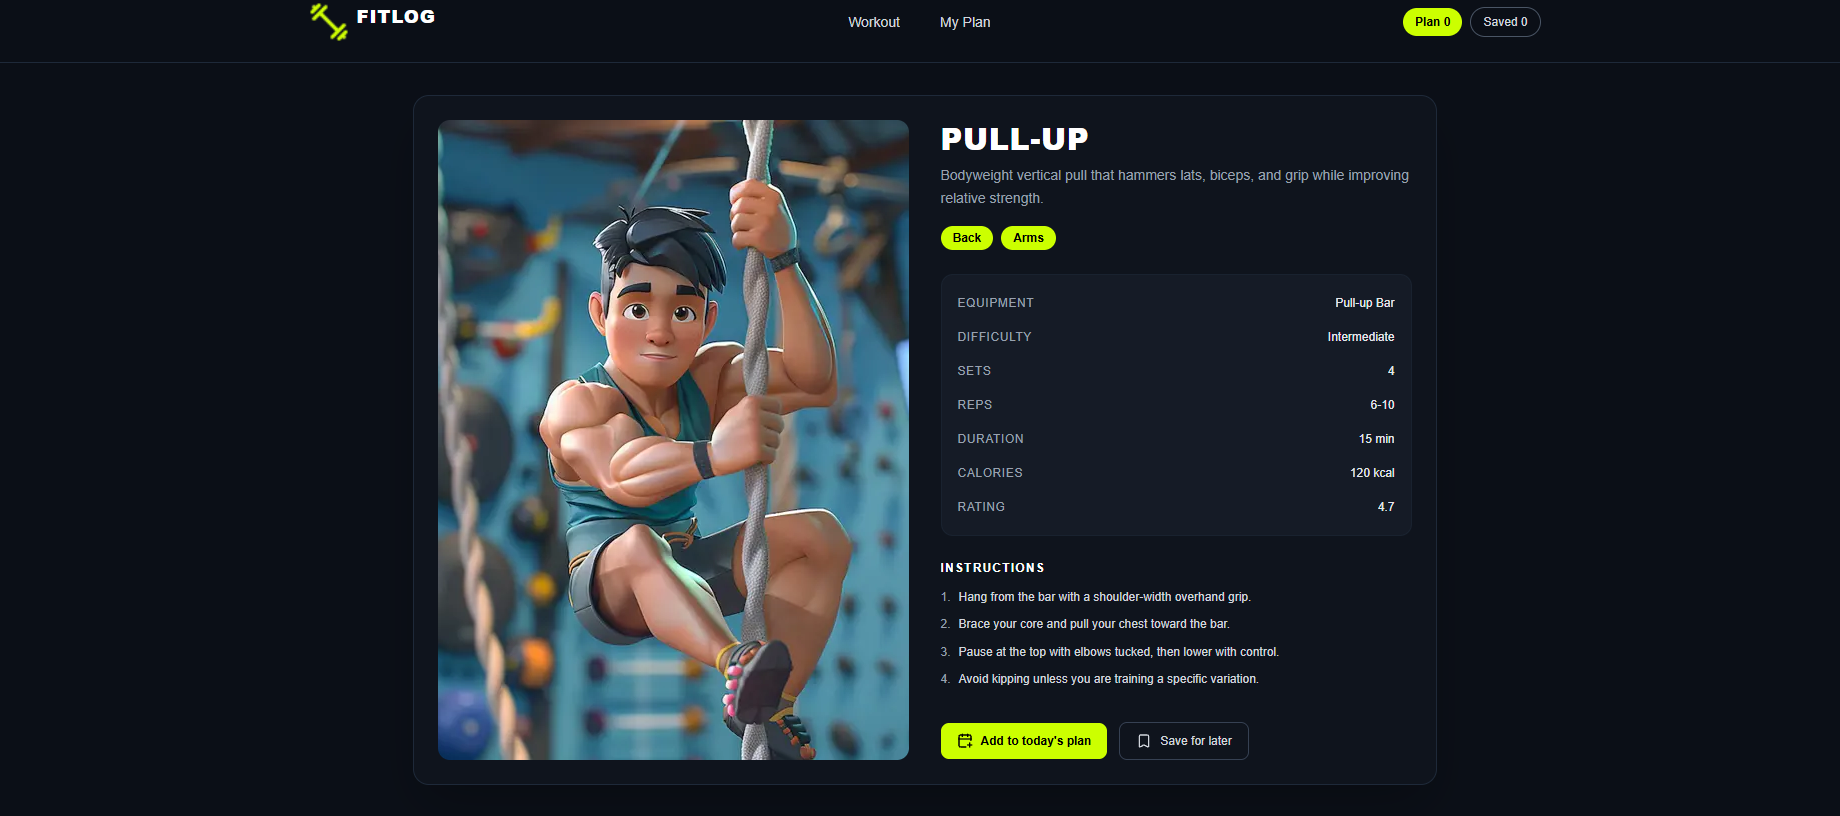 FITLOG
Workout
My Plan
Plan 0
Saved 0
PULL-UP
Bodyweight vertical pull that hammers lats, biceps, and grip while improving
relative strength.
Back
Arms
EQUIPMENT Pull-up Bar
DIFFICULTY Intermediate
SETS 4
REPS 6-10
DURATION 15 min
CALORIES 120 kcal
RATING 4.7
INSTRUCTIONS
1. Hang from the bar with a shoulder-width overhand grip.
2. Brace your core and pull your chest toward the bar.
3. Pause at the top with elbows tucked, then lower with control.
4. Avoid kipping unless you are training a specific variation.
Add to today's plan
Save for later